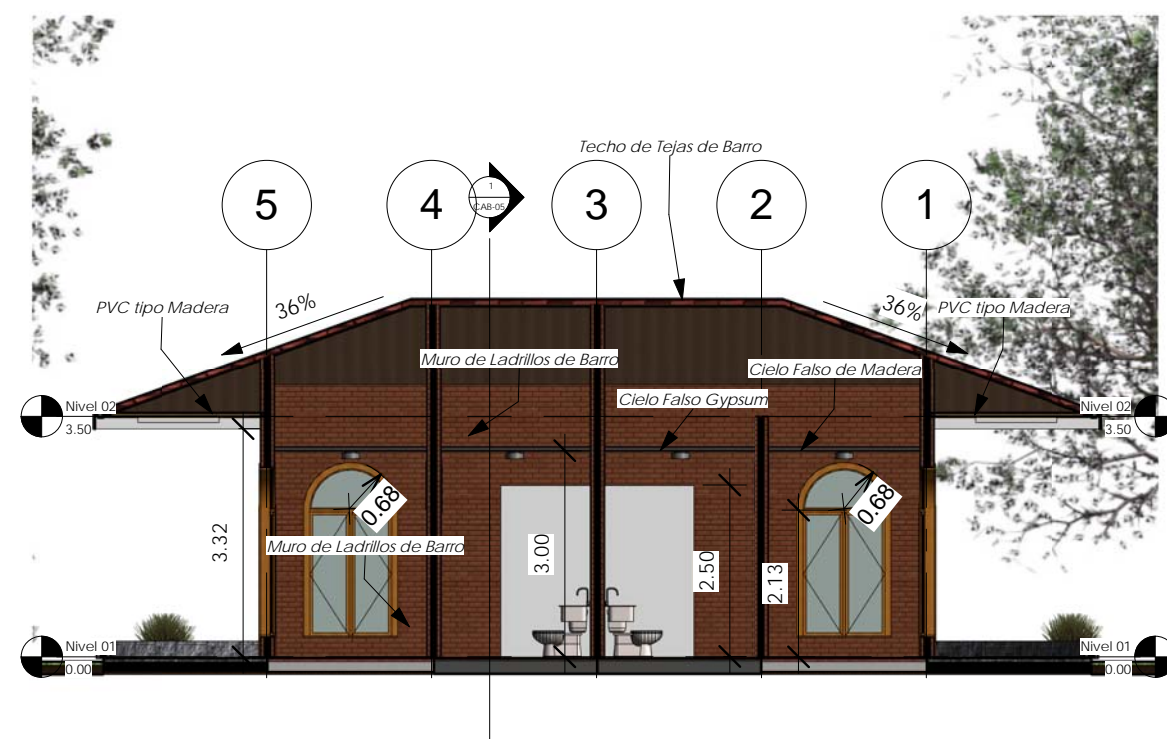 Techo de Tejas de Barro
5
4
1
CAB-05
3
2
1
PVC tipo Madera
36%
36%
PVC tipo Madera
Muro de Ladrillos de Barro
Cielo Falso de Madera
Cielo Falso Gypsum
Nivel 02
3.50
Nivel 02
3.50
0.68
0.68
3.32
Muro de Ladrillos de Barro
3.00
2.50
2.13
Nivel 01
0.00
Nivel 01
0.00